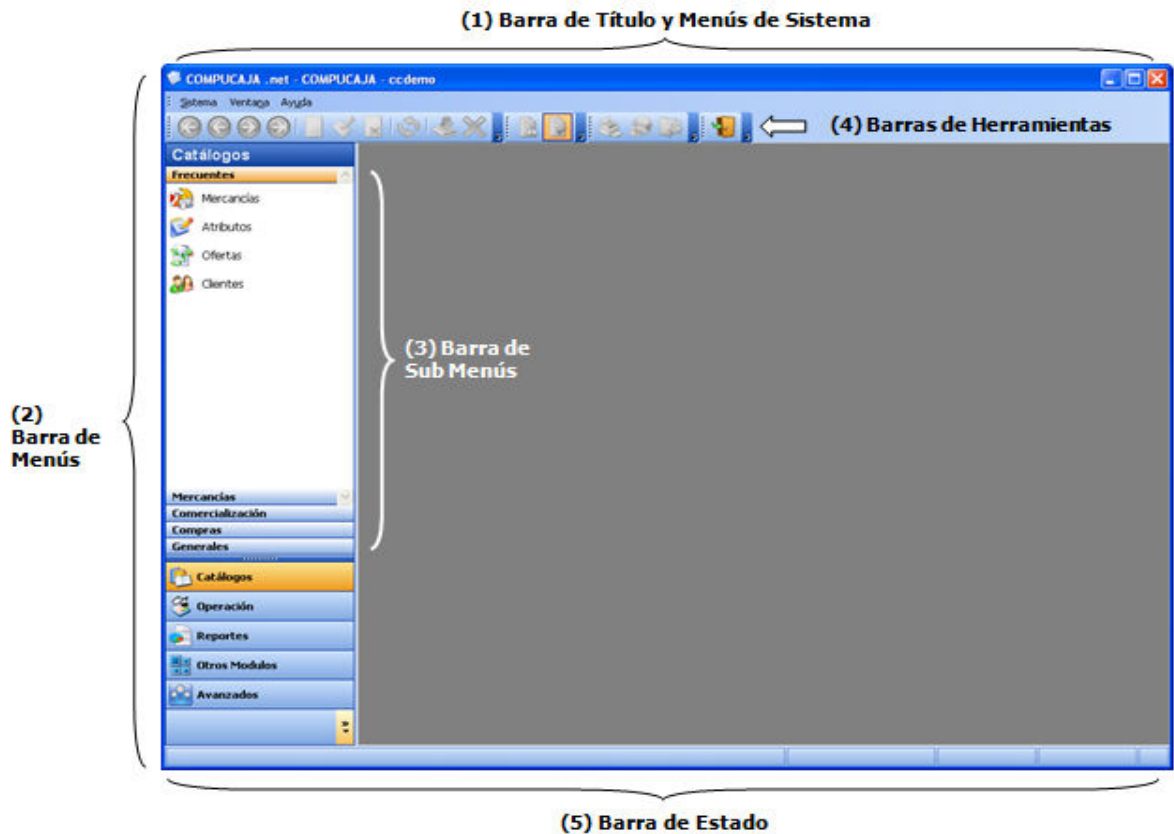 (1) Barra de Título y Menús de Sistema
COMPUCAJA .net - COMPUCAJA - ccdemo
Sistema Ventana Ayuda
(4) Barras de Herramientas
Catálogos
Frecuentes
Mercancías
Atributos
Ofertas
Clientes
(3) Barra de
Sub Menús
(2)
Barra de
Menús
Mercancías
Comercialización
Compras
Generales
Catálogos
Operación
Reportes
Otros Modulos
Avanzados
(5) Barra de Estado